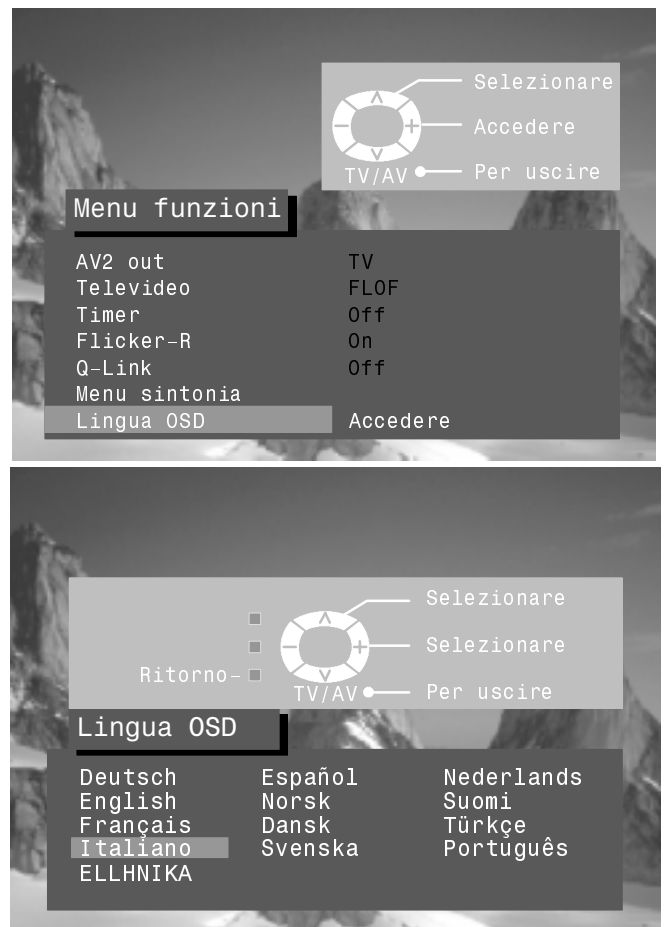 Selezionare
Accedere
TV/AV Per uscire
Menu funzioni
AV2 out TV
Televideo FLOF
Timer Off
Flicker-R On
Q-Link Off
Menu sintonia
Lingua OSD Accedere
Selezionare
Selezionare
Ritorno-
TV/AV Per uscire
Lingua OSD
Deutsch Español Nederlands
English Norsk Suomi
Français Dansk Türkçe
Italiano Svenska Português
ELLHNIKA